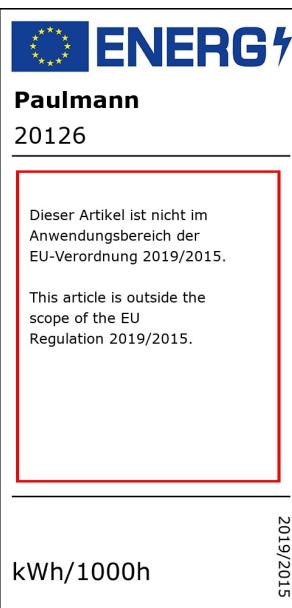 ENERG
Paulmann
20126
Dieser Artikel ist nicht im
Anwendungsbereich der
EU-Verordnung 2019/2015.
This article is outside the
scope of the EU
Regulation 2019/2015.
kWh/1000h
2019/2015